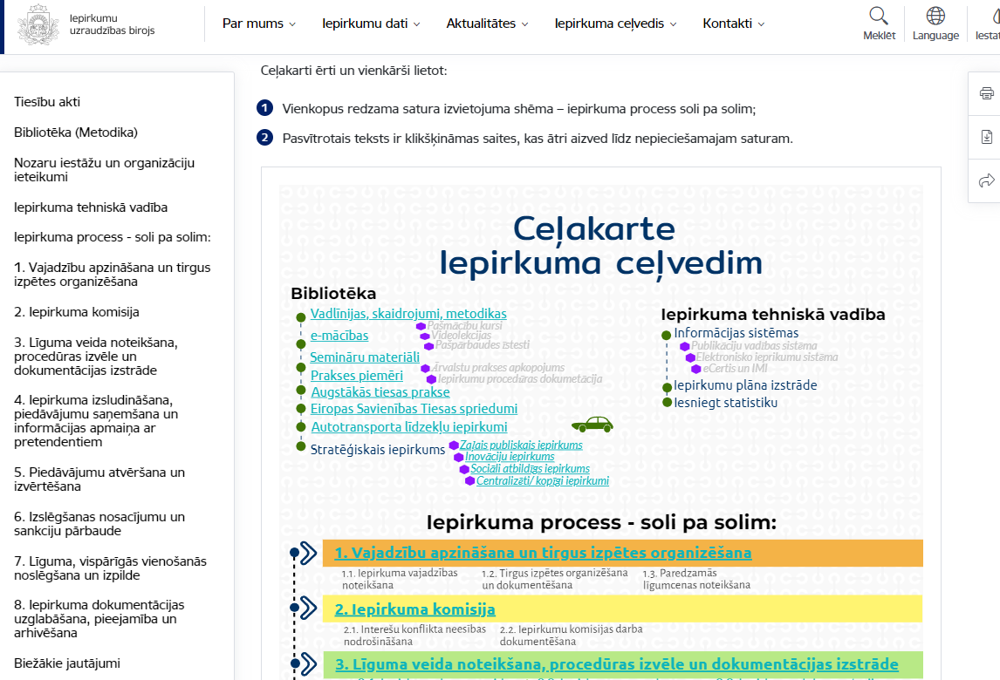 Iepirkumu
uzraudzības birojs
Par mums
Iepirkumu dati
Aktualitātes
Iepirkuma ceļvedis
Kontakti
Meklēt
Language
Iestat
Tiesību akti
Bibliotēka (Metodika)
Nozaru iestāžu un organizāciju
ieteikumi
Iepirkuma tehniskā vadība
Iepirkuma process - soli pa solim:
1. Vajadzību apzināšana un tirgus
izpētes organizēšana
2. Iepirkuma komisija
3. Līguma veida noteikšana,
procedūras izvēle un
dokumentācijas izstrāde
4. Iepirkuma izsludināšana,
piedāvājumu saņemšana un
informācijas apmaiņa ar
pretendentiem
5. Piedāvājumu atvēršana un
izvērtēšana
6. Izslēgšanas nosacījumu un
sankciju pārbaude
7. Līguma, vispārīgās vienošanās
noslēgšana un izpilde
8. Iepirkuma dokumentācijas
uzglabāšana, pieejamība un
arhivēšana
Biežākie jautājumi
Ceļakarti ērti un vienkārši lietot:
1 Vienkopus redzama satura izvietojuma shēma – iepirkuma process soli pa solim;
2 Pasvītrotais teksts ir klikšķināmas saites, kas ātri aizved līdz nepieciešamajam saturam.
Ceļakarte
Iepirkuma ceļvedim
Bibliotēka
Vadlīnijas, skaidrojumi, metodikas
Pašmācību kursi
e-mācības
Videolekcijas
Pašpārbaudes īstesti
Semināru materiāli
Ārvalstu prakses apkopojums
Prakses piemēri
Iepirkumu procedūras dokumetācija
Augstākās tiesas prakse
Eiropas Savienības Tiesas spriedumi
Autotransporta līdzekļu iepirkumi
Stratēģiskais iepirkums
Zaļais publiskais iepirkums
Inovāciju iepirkums
Sociāli atbildīgs iepirkums
Centralizāti/ kopīgi iepirkumi
Iepirkuma tehniskā vadība
Informācijas sistēmas
Publikāciju vadības sistēma
Elektronisko ieprikumu sistēma
eCertis un IMI
Iepirkumu plāna izstrāde
Iesniegt statistiku
Iepirkuma process - soli pa solim:
1. Vajadzību apzināšana un tirgus izpētes organizēšana
1.1. Iepirkuma vajadzības
noteikšana
1.2. Tirgus izpētes organizēšana
un dokumentēšana
1.3. Paredzamās
līgumcenas noteikšana
2. Iepirkuma komisija
2.1. Interešu konflikta neesības
nodrošināšana
2.2. Iepirkumu komisijas darba
dokumentēšana
3. Līguma veida noteikšana, procedūras izvēle un dokumentācijas izstrāde